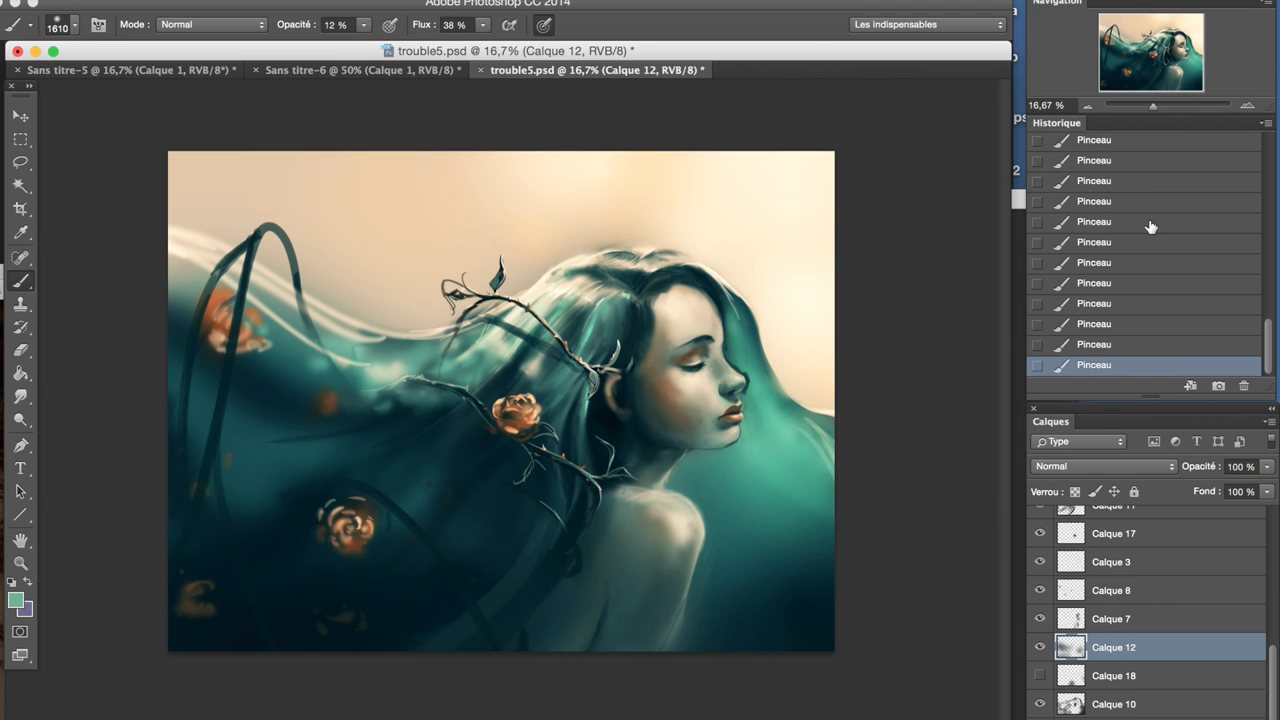 Adobe Photoshop CC 2014
1610
Mode :
Normal
Opacité :
12 %
Flux :
38 %
Les indispensables
trouble5.psd @ 16,7% (Calque 12, RVB/8) *
Sans titre-5 @ 16,7% (Calque 1, RVB/8*) *
Sans titre-6 @ 50% (Calque 1, RVB/8) *
trouble5.psd @ 16,7% (Calque 12, RVB/8) *
Navigation
16,67 %
Historique
Pinceau
Pinceau
Pinceau
Pinceau
Pinceau
Pinceau
Pinceau
Pinceau
Pinceau
Pinceau
Pinceau
Pinceau
Calques
Type
Normal
Opacité :
100 %
Verrou :
Fond :
100 %
Calque 11
Calque 17
Calque 3
Calque 8
Calque 7
Calque 12
Calque 18
Calque 10